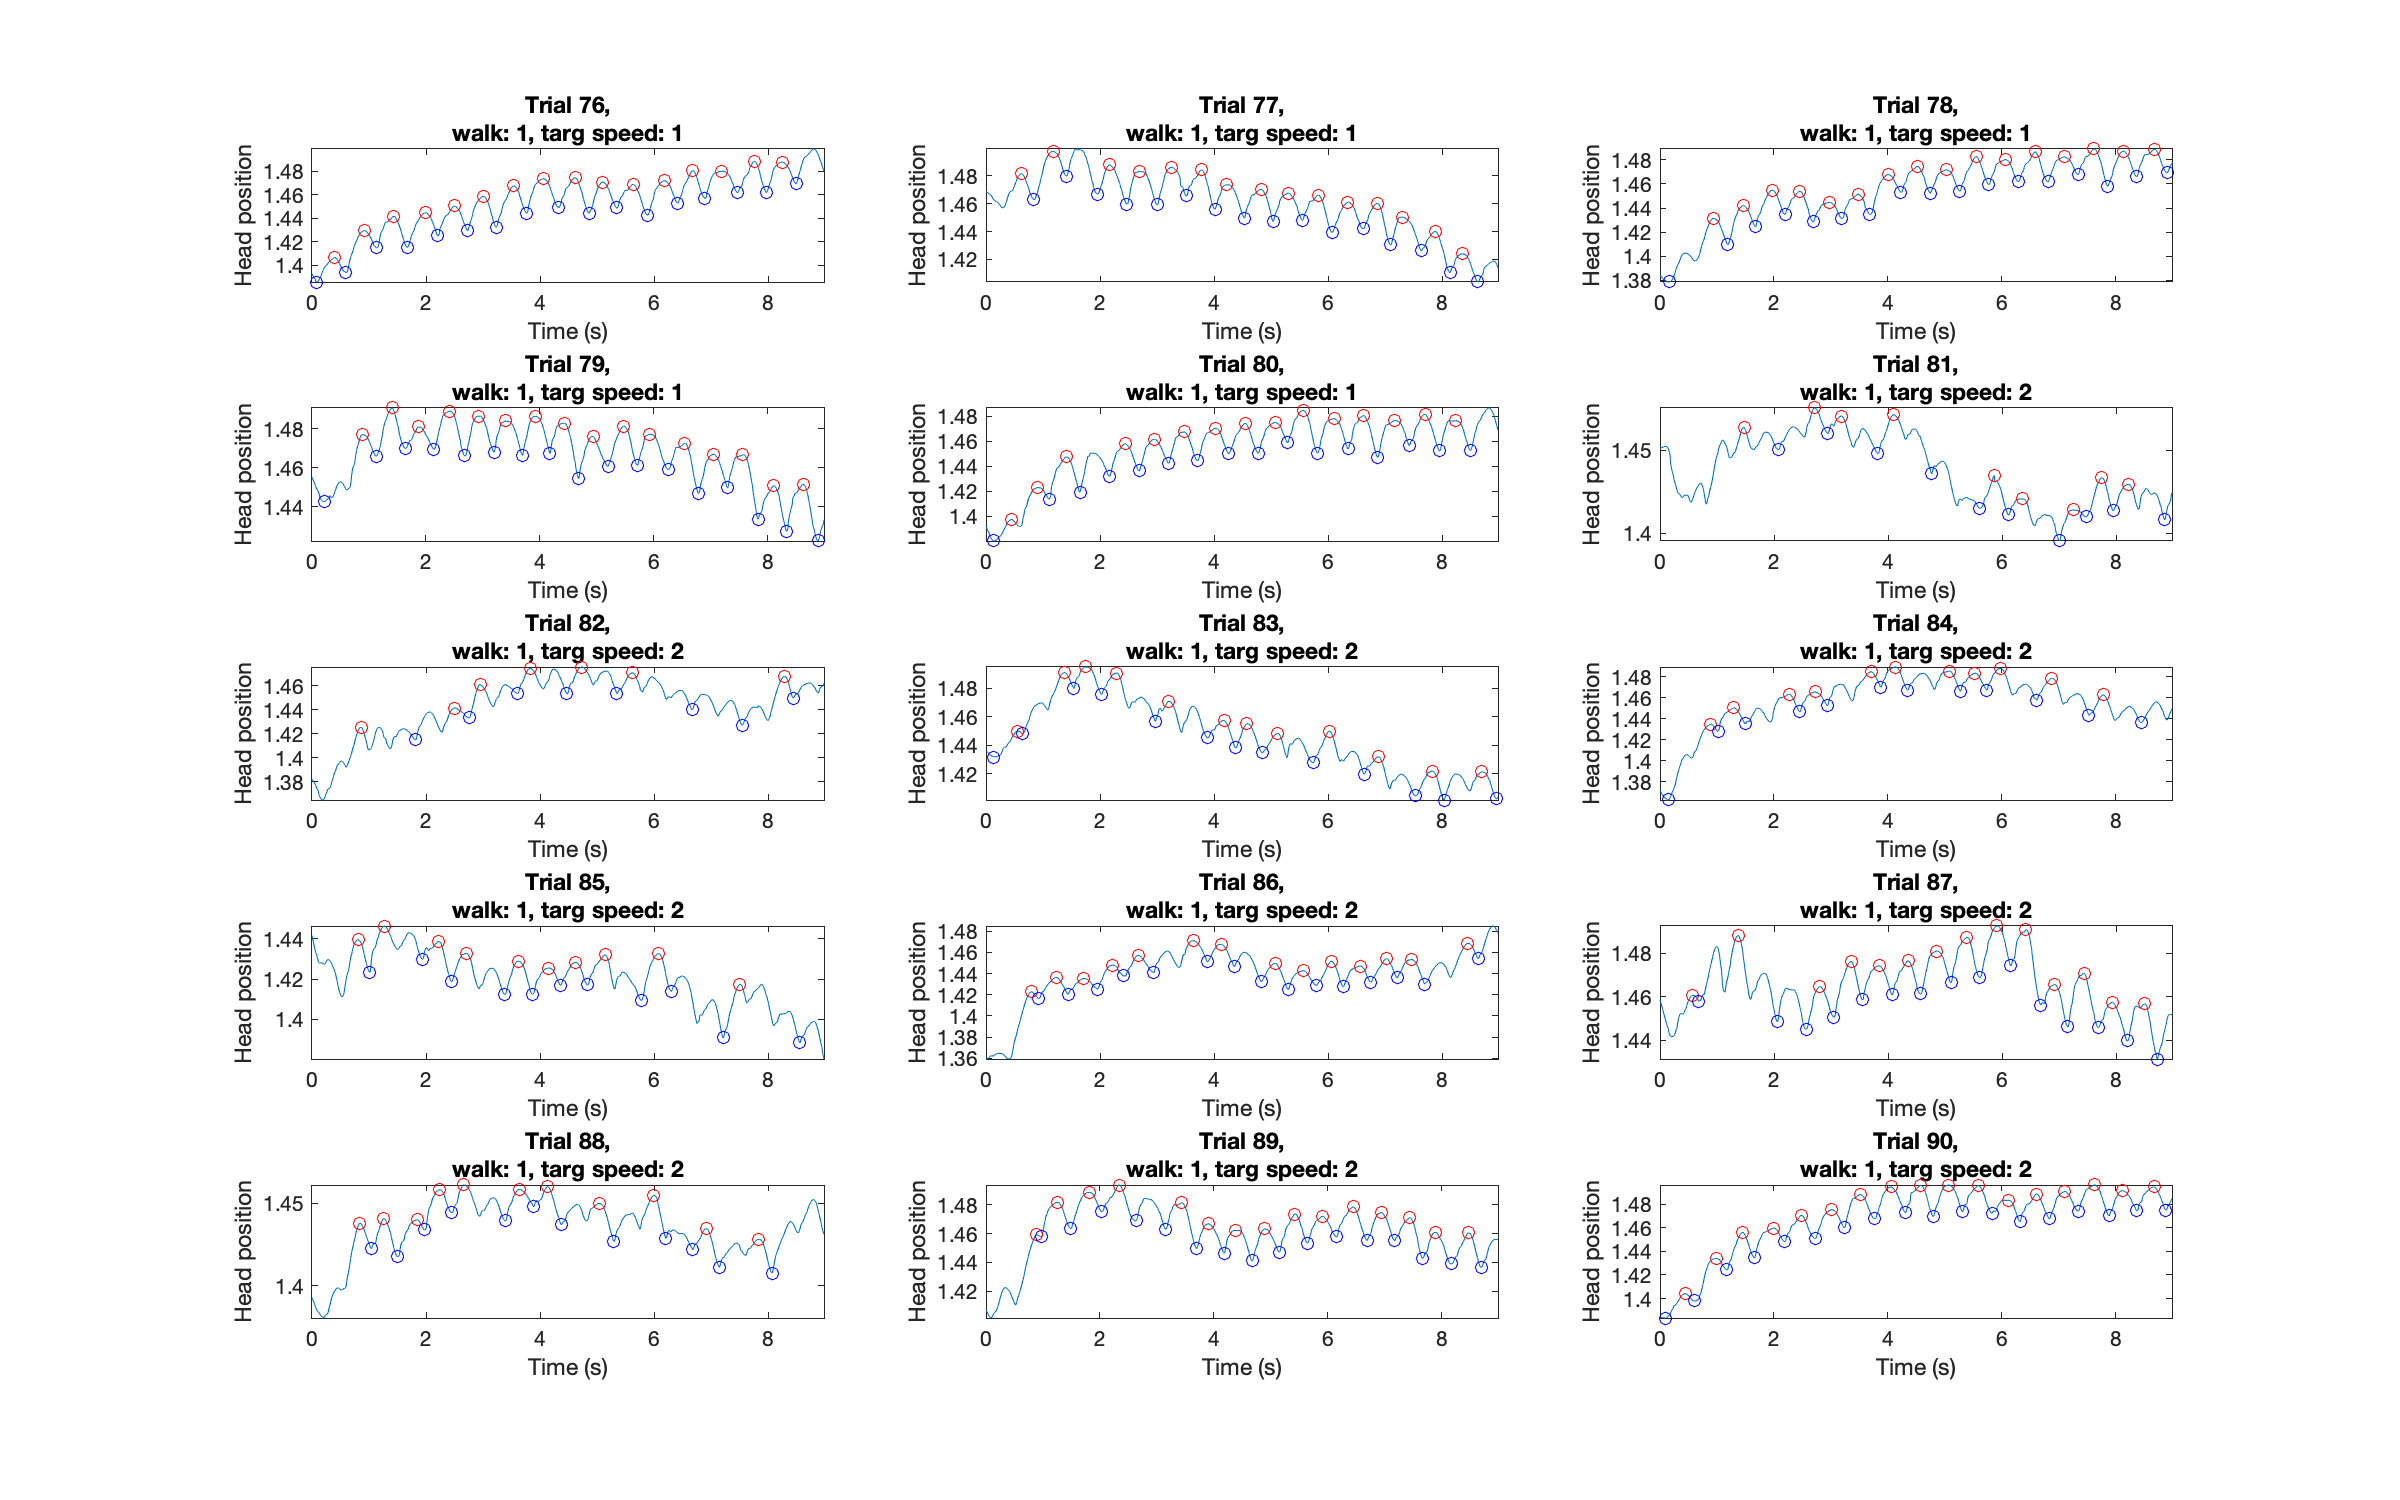 Trial 76,
walk: 1, targ speed: 1
Head position
1.48
1.46
1.44
1.42
1.4
0 2 4 6 8
Time (s)
Trial 77,
walk: 1, targ speed: 1
Head position
1.48
1.46
1.44
1.42
0 2 4 6 8
Time (s)
Trial 78,
walk: 1, targ speed: 1
Head position
1.48
1.46
1.44
1.42
1.4
1.38
0 2 4 6 8
Time (s)
Trial 79,
walk: 1, targ speed: 1
Head position
1.48
1.46
1.44
0 2 4 6 8
Time (s)
Trial 80,
walk: 1, targ speed: 1
Head position
1.48
1.46
1.44
1.42
1.4
0 2 4 6 8
Time (s)
Trial 81,
walk: 1, targ speed: 2
Head position
1.45
1.4
0 2 4 6 8
Time (s)
Trial 82,
walk: 1, targ speed: 2
Head position
1.46
1.44
1.42
1.4
1.38
0 2 4 6 8
Time (s)
Trial 83,
walk: 1, targ speed: 2
Head position
1.48
1.46
1.44
1.42
0 2 4 6 8
Time (s)
Trial 84,
walk: 1, targ speed: 2
Head position
1.48
1.46
1.44
1.42
1.4
1.38
0 2 4 6 8
Time (s)
Trial 85,
walk: 1, targ speed: 2
Head position
1.44
1.42
1.4
0 2 4 6 8
Time (s)
Trial 86,
walk: 1, targ speed: 2
Head position
1.48
1.46
1.44
1.42
1.4
1.38
1.36
0 2 4 6 8
Time (s)
Trial 87,
walk: 1, targ speed: 2
Head position
1.48
1.46
1.44
0 2 4 6 8
Time (s)
Trial 88,
walk: 1, targ speed: 2
Head position
1.45
1.4
0 2 4 6 8
Time (s)
Trial 89,
walk: 1, targ speed: 2
Head position
1.48
1.46
1.44
1.42
0 2 4 6 8
Time (s)
Trial 90,
walk: 1, targ speed: 2
Head position
1.48
1.46
1.44
1.42
1.4
0 2 4 6 8
Time (s)